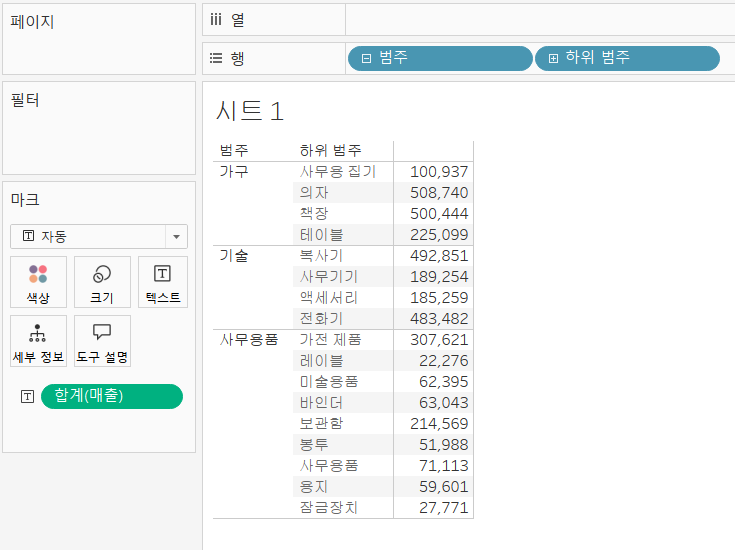 페이지
iii 열
행 범주 하위 범주
필터
시트 1
마크
자동
색상 크기 텍스트
세부 정보 도구 설명
합계(매출)
범주 하위 범주
가구 사무용 집기 100,937
의자 508,740
책장 500,444
테이블 225,099
기술 복사기 492,851
사무기기 189,254
액세서리 185,259
전화기 483,482
사무용품 가전 제품 307,621
레이블 22,276
미술용품 62,395
바인더 63,043
보관함 214,569
봉투 51,988
사무용품 71,113
용지 59,601
잠금장치 27,771